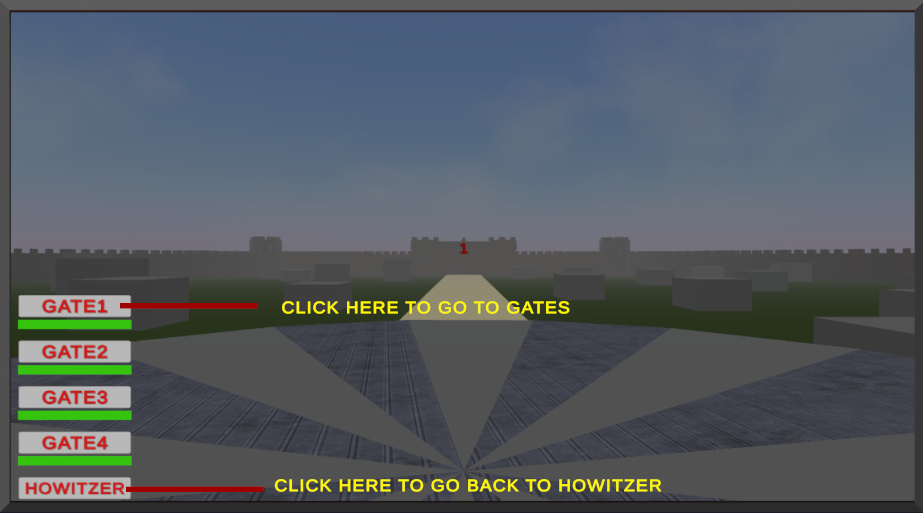 1
GATE1
CLICK HERE TO GO TO GATES
GATE2
GATE3
GATE4
HOWITZER
CLICK HERE TO GO BACK TO HOWITZER